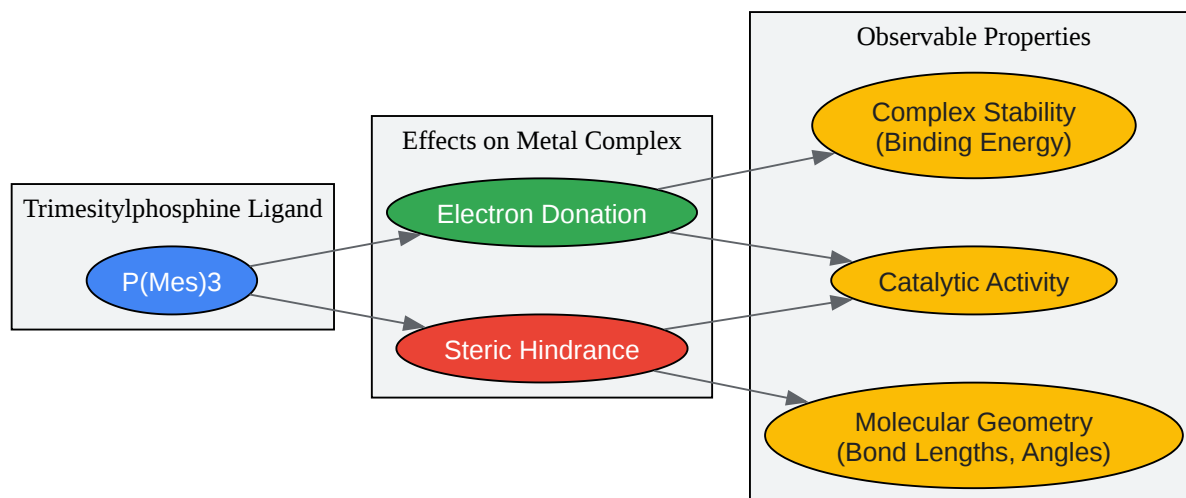 Trimesitylphosphine Ligand
P(Mes)3
Effects on Metal Complex
Electron Donation
Steric Hindrance
Observable Properties
Complex Stability
(Binding Energy)
Catalytic Activity
Molecular Geometry
(Bond Lengths, Angles)